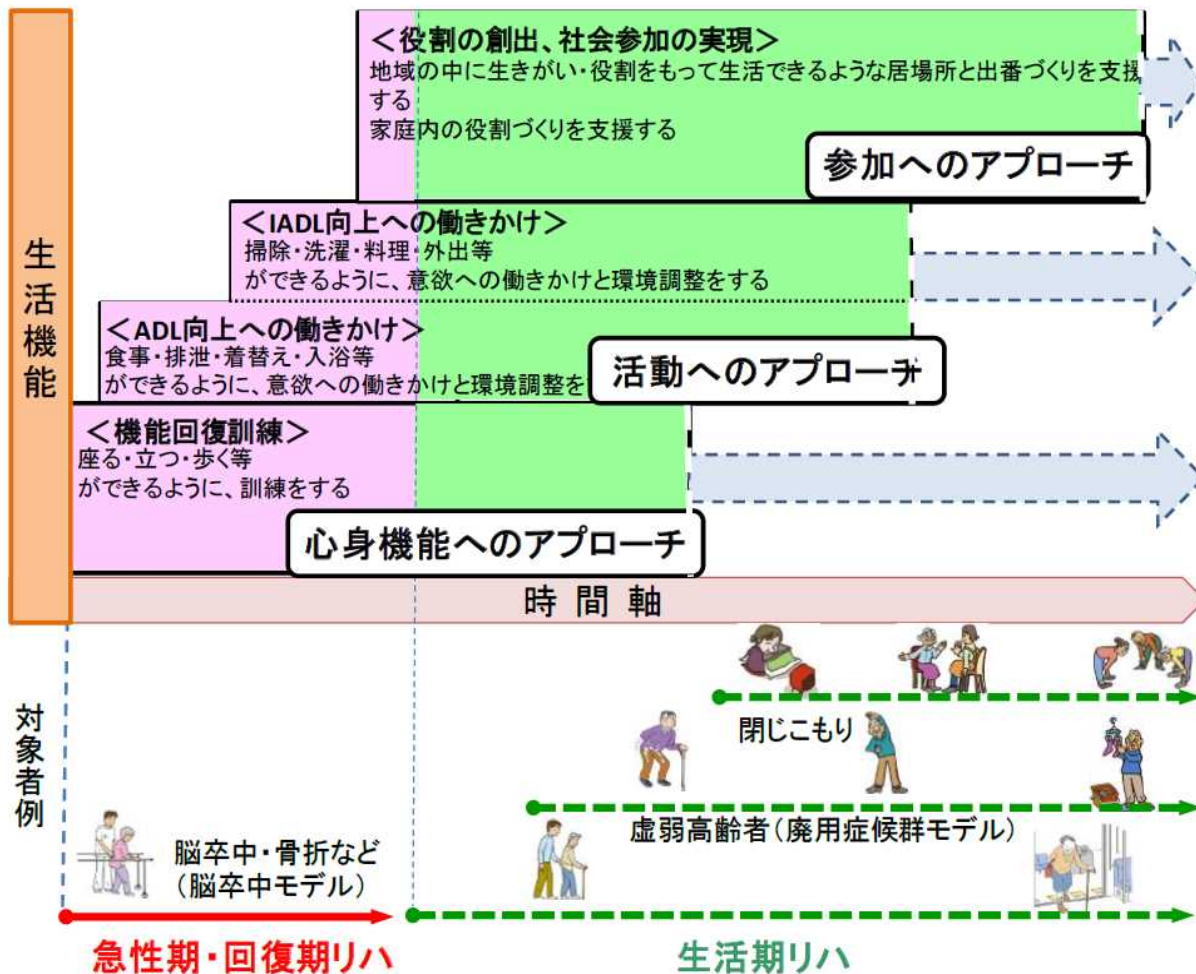 生活機能
＜役割の創出、社会参加の実現＞
地域の中に生きがい・役割をもって生活できるような居場所と出番づくりを支援
する
家庭内の役割づくりを支援する
参加へのアプローチ
＜IADL向上への働きかけ＞
掃除・洗濯・料理・外出等
ができるように、意欲への働きかけと環境調整をする
＜ADL向上への働きかけ＞
食事・排泄・着替え・入浴等
ができるように、意欲への働きかけと環境調整を
活動へのアプローチ
＜機能回復訓練＞
座る・立つ・歩く等
ができるように、訓練をする
心身機能へのアプローチ
時間軸
対象者例
閉じこもり
虚弱高齢者（廃用症候群モデル）
脳卒中・骨折など
（脳卒中モデル）
急性期・回復期リハ
生活期リハ